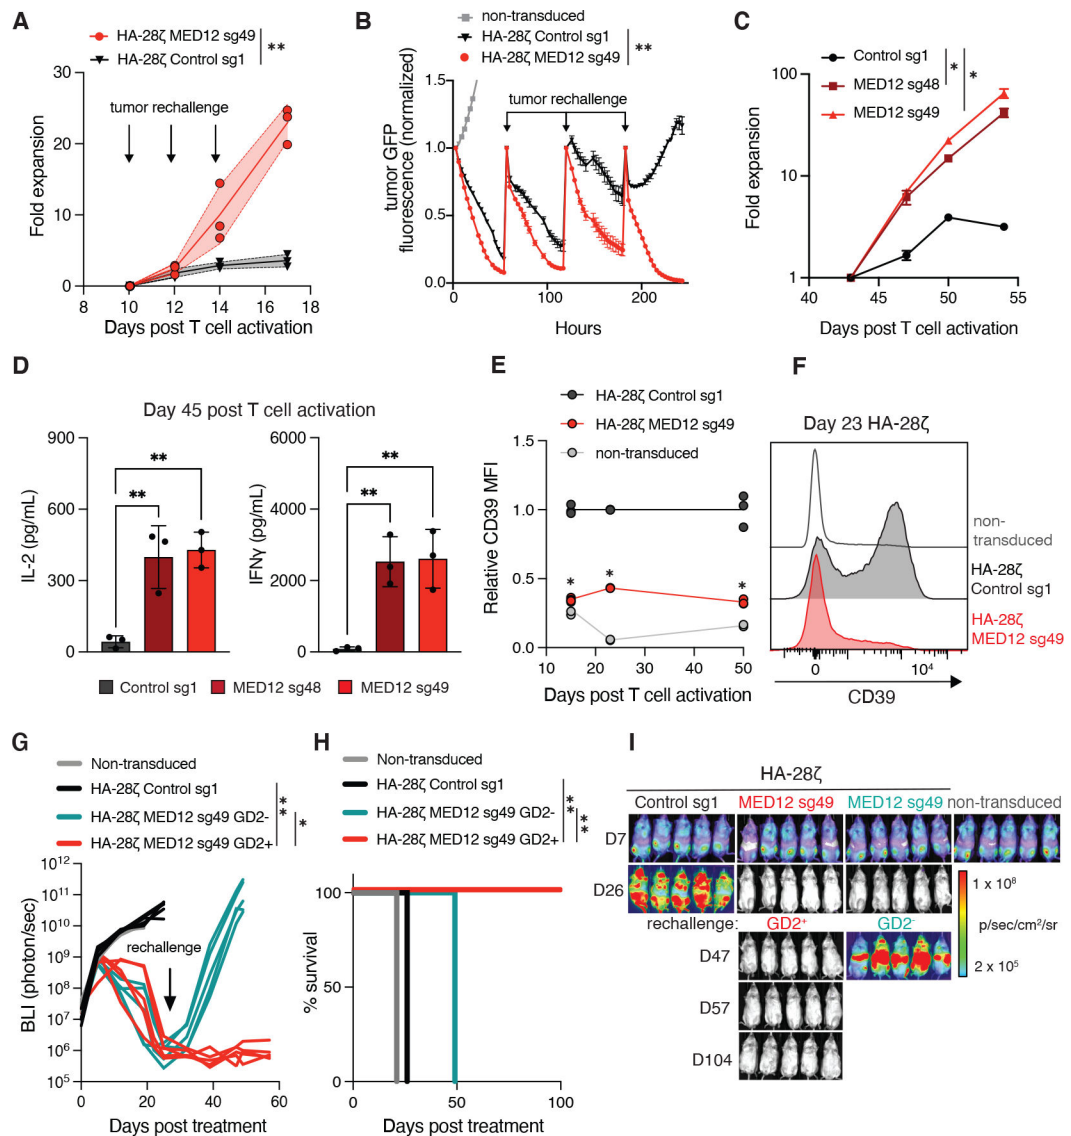 A
HA-28ζ MED12 sg49
HA-28ζ Control sg1
**
30
20
10
0
tumor rechallenge
Fold expansion
8 10 12 14 16 18
Days post T cell activation
B
non-transduced
HA-28ζ Control sg1
HA-28ζ MED12 sg49
**
1.5
1.0
0.5
0.0
tumor rechallenge
tumor GFP
fluorescence (normalized)
0 100 200
Hours
C
Control sg1
MED12 sg48
MED12 sg49
* *
100
10
1
Fold expansion
40 45 50 55
Days post T cell activation
D
Day 45 post T cell activation
900
600
300
0
IL-2 (pg/mL)
**
**
6000
4000
2000
0
IFNγ (pg/mL)
**
**
Control sg1 MED12 sg48 MED12 sg49
E
HA-28ζ Control sg1
HA-28ζ MED12 sg49
non-transduced
1.5
1.0
0.5
0.0
Relative CD39 MFI
* * *
10 20 30 40 50
Days post T cell activation
F
Day 23 HA-28ζ
non-
transduced
HA-28ζ
Control sg1
HA-28ζ
MED12 sg49
0 10⁴
CD39
G
Non-transduced
HA-28ζ Control sg1
HA-28ζ MED12 sg49 GD2-
HA-28ζ MED12 sg49 GD2+
**
*
10¹²
10¹¹
10¹⁰
10⁹
10⁸
10⁷
10⁶
10⁵
rechallenge
BLI (photon/sec)
0 20 40 60
Days post treatment
H
Non-transduced
HA-28ζ Control sg1
HA-28ζ MED12 sg49 GD2-
HA-28ζ MED12 sg49 GD2+
**
**
100
50
0
% survival
0 50 100
Days post treatment
I
HA-28ζ
Control sg1 MED12 sg49 MED12 sg49 non-transduced
D7
D26
rechallenge: GD2⁺ GD2⁻
D47
D57
D104
1 x 10⁸
p/sec/cm²/sr
2 x 10⁵